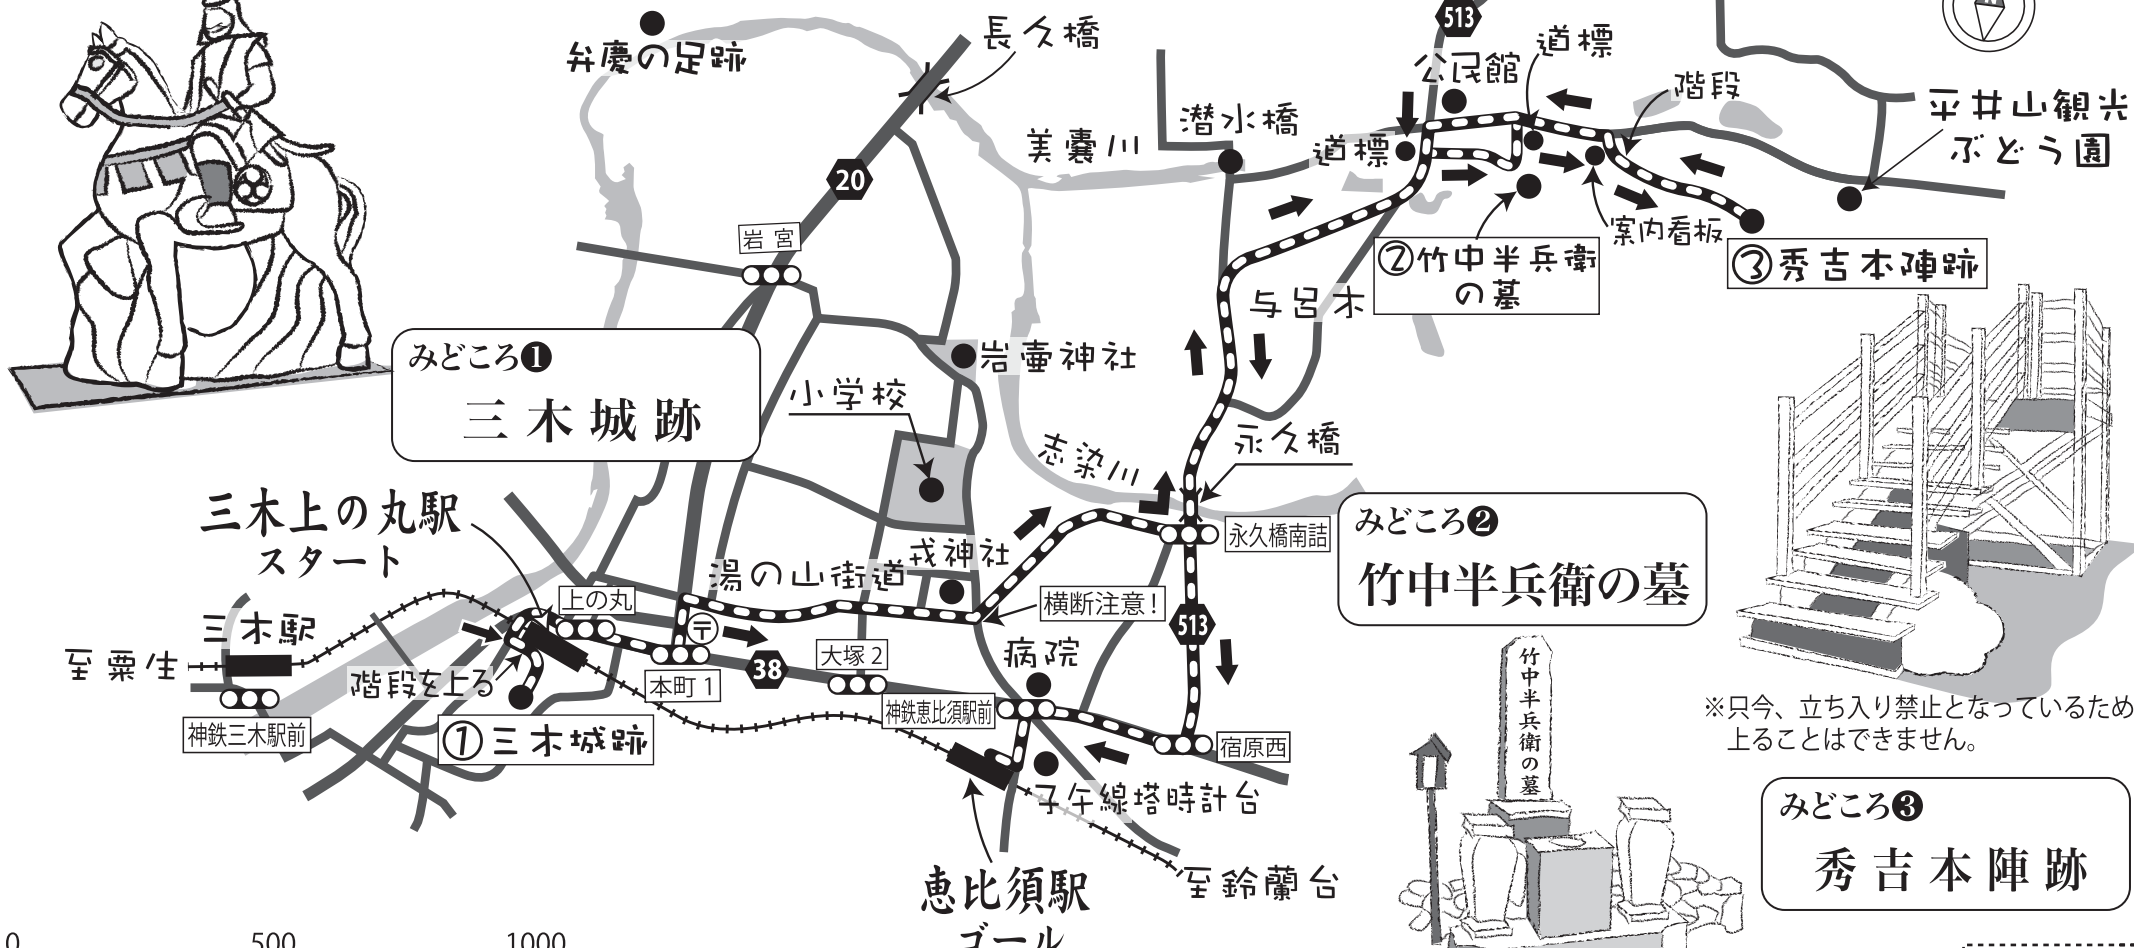 弁慶の足跡
長久橋
513
道標
公民館
階段
平井山観光
ぶどう園
潜水橋
美嚢川
道標
20
岩宮
案内看板
②竹中半兵衛
の墓
③秀吉本陣跡
与呂木
みどころ❶
三木城跡
岩壷神社
小学校
永久橋
志染川
三木上の丸駅
スタート
みどころ❷
竹中半兵衛の墓
永久橋南詰
戎神社
湯の山街道
上の丸
横断注意!
〒
513
三木駅
至粟生
階段を上る
本町1
38
大塚2
病院
神鉄恵比須駅前
神鉄三木駅前
①三木城跡
宿原西
子午線塔時計台
竹中半兵衛の墓
※只今、立ち入り禁止となっているため
上ることはできません。
みどころ❸
秀吉本陣跡
至鈴蘭台
恵比須駅
ゴール
0 500 1000